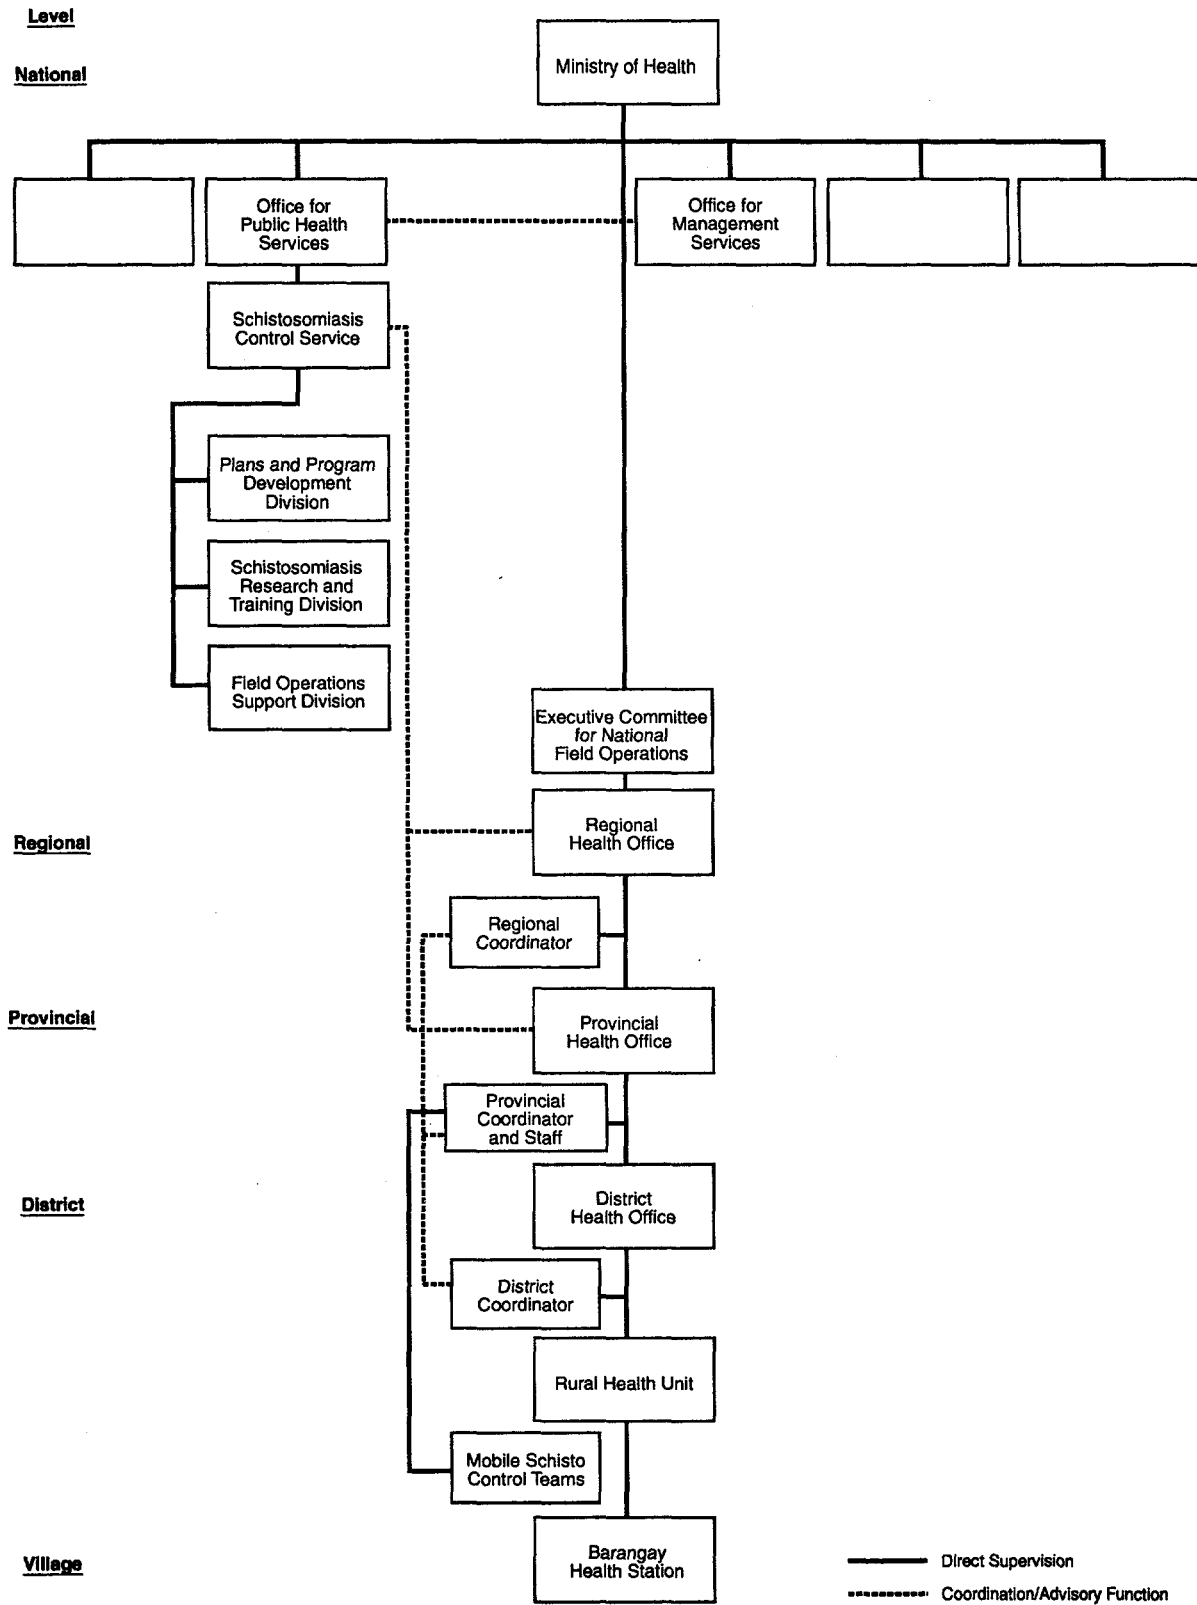 Level
National
Ministry of Health
Office for
Public Health
Services
Office for
Management
Services
Schistosomiasis
Control Service
Plans and Program
Development
Division
Schistosomiasis
Research and
Training Division
Field Operations
Support Division
Executive Committee
for National
Field Operations
Regional
Regional
Health Office
Regional
Coordinator
Provincial
Provincial
Health Office
Provincial
Coordinator
and Staff
District
District
Health Office
District
Coordinator
Rural Health Unit
Mobile Schisto
Control Teams
Village
Barangay
Health Station
Direct Supervision
Coordination/Advisory Function